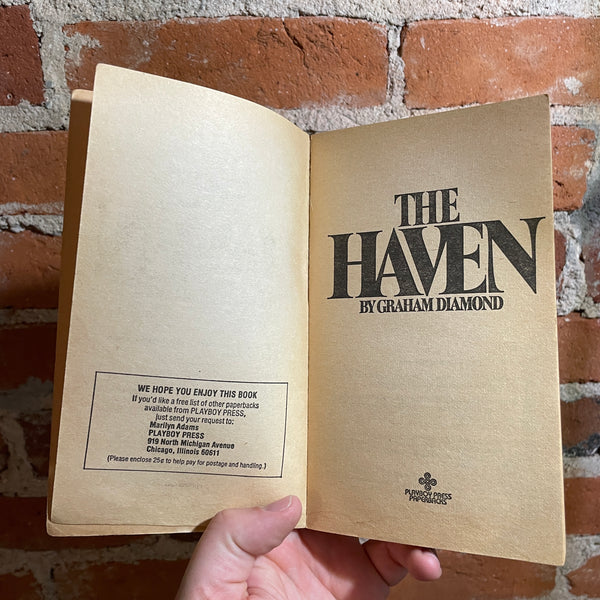 WE HOPE YOU ENJOY THIS BOOK
If you'd like a free list of other paperbacks
available from PLAYBOY PRESS,
just send your request to:
Marilyn Adams
PLAYBOY PRESS
919 North Michigan Avenue
Chicago, Illinois 60611
(Please enclose 25¢ to help pay for postage and handling.)
THE
HAVEN
BY GRAHAM DIAMOND
PLAYBOY PRESS
PAPERBACKS